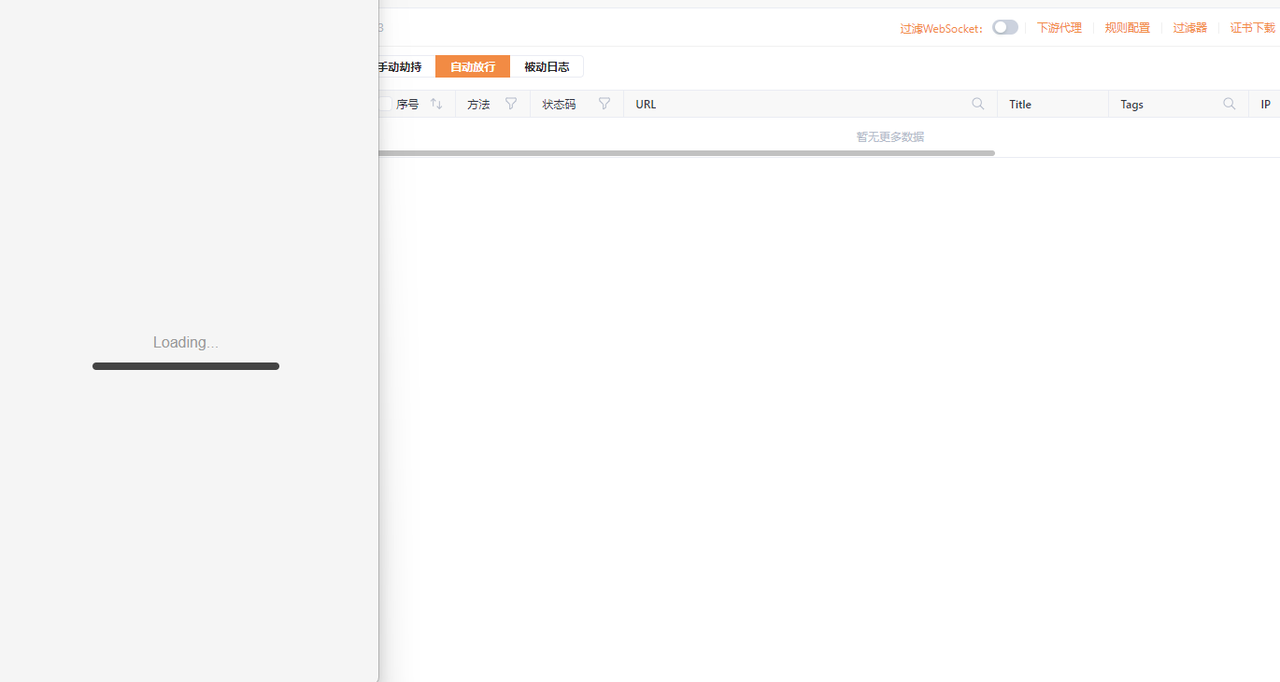 3
过滤WebSocket: 下游代理 规则配置 过滤器 证书下载
手动劫持 自动放行 被动日志
序号 方法 状态码 URL Title Tags IP
暂无更多数据
Loading...